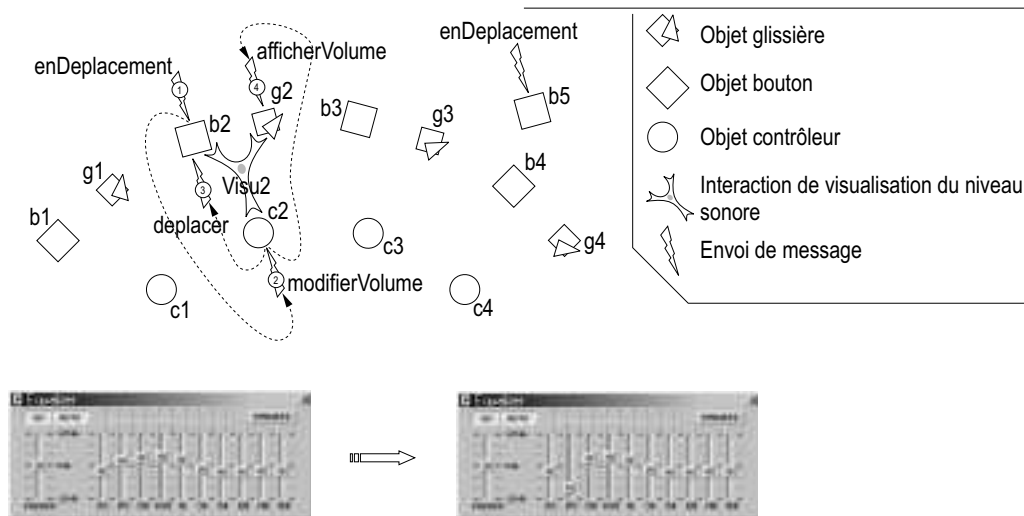 enDeplacement
afficherVolume
enDeplacement
1
4
g2
b2
b3
g3
b5
b4
g1
Visu2
3
b1
deplacer
c2
c3
g4
2
modifierVolume
c1
c4
Objet glissière
Objet bouton
Objet contrôleur
Interaction de visualisation du niveau
sonore
Envoi de message
Equalizer
Equalizer